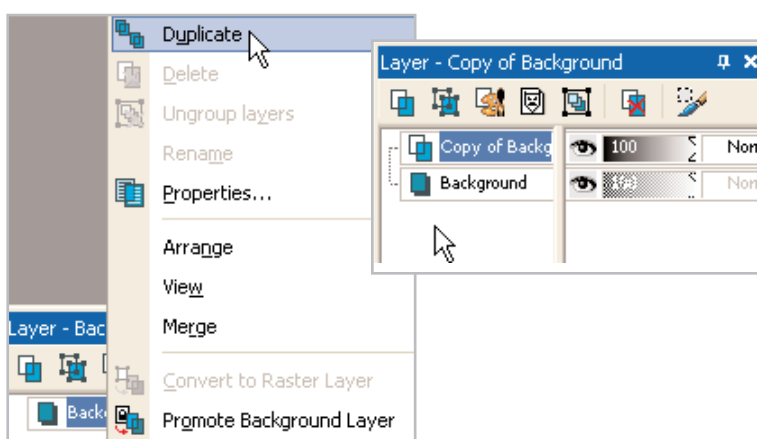 Duplicate
Delete
Ungroup layers
Rename
Properties...
Arrange
View
Merge
Convert to Raster Layer
Promote Background Layer
Layer - Bac
Back
Layer - Copy of Background
Copy of Backg 100 Nor
Background 100 Nor